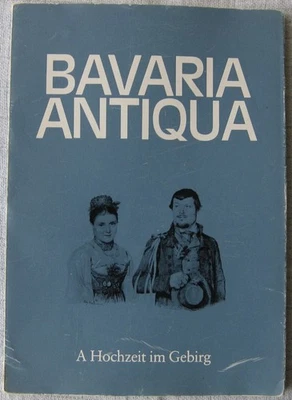 BAVARIA
ANTIQUA
A Hochzeit im Gebirg